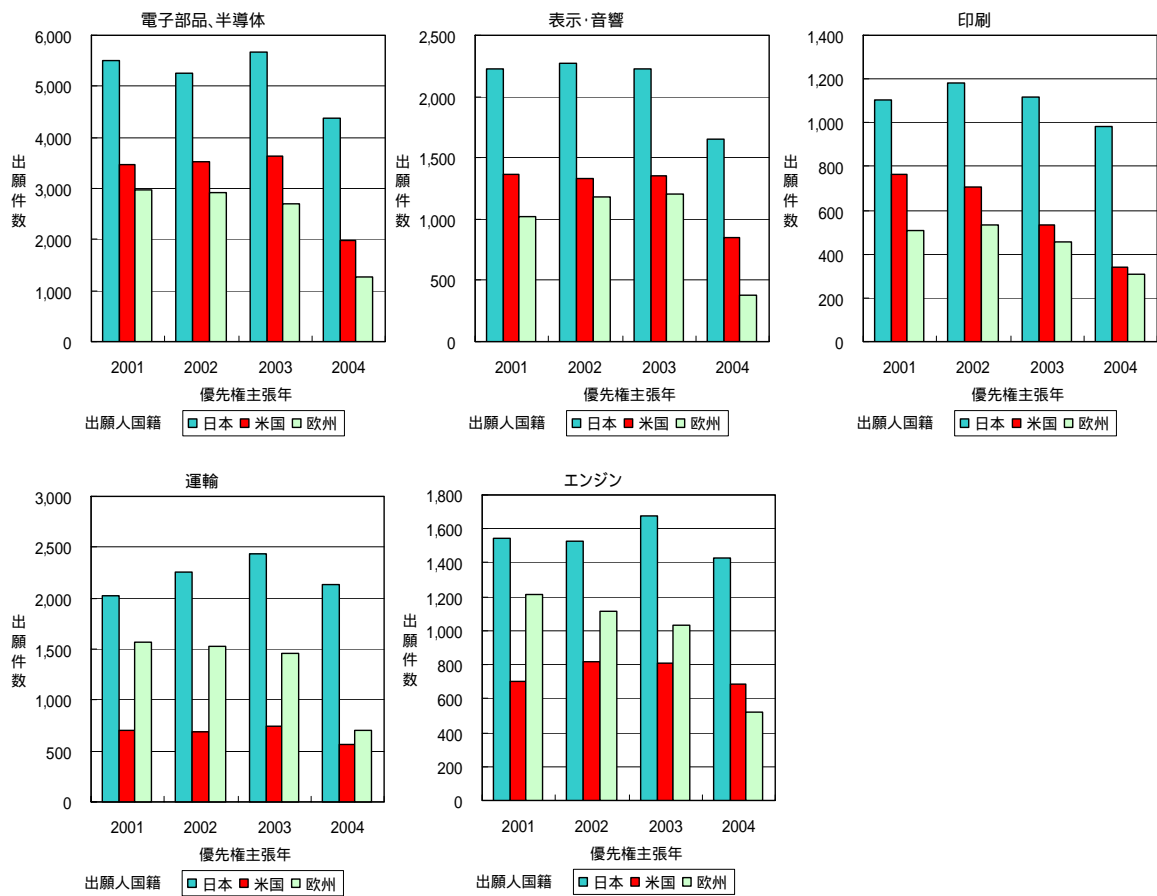 電子部品、半導体
6,000
5,000
4,000
3,000
2,000
1,000
0
出願件数
2001 2002 2003 2004
優先権主張年
出願人国籍 日本 米国 欧州
表示・音響
2,500
2,000
1,500
1,000
500
0
出願件数
2001 2002 2003 2004
優先権主張年
出願人国籍 日本 米国 欧州
印刷
1,400
1,200
1,000
800
600
400
200
0
出願件数
2001 2002 2003 2004
優先権主張年
出願人国籍 日本 米国 欧州
運輸
3,000
2,500
2,000
1,500
1,000
500
0
出願件数
2001 2002 2003 2004
優先権主張年
出願人国籍 日本 米国 欧州
エンジン
1,800
1,600
1,400
1,200
1,000
800
600
400
200
0
出願件数
2001 2002 2003 2004
優先権主張年
出願人国籍 日本 米国 欧州